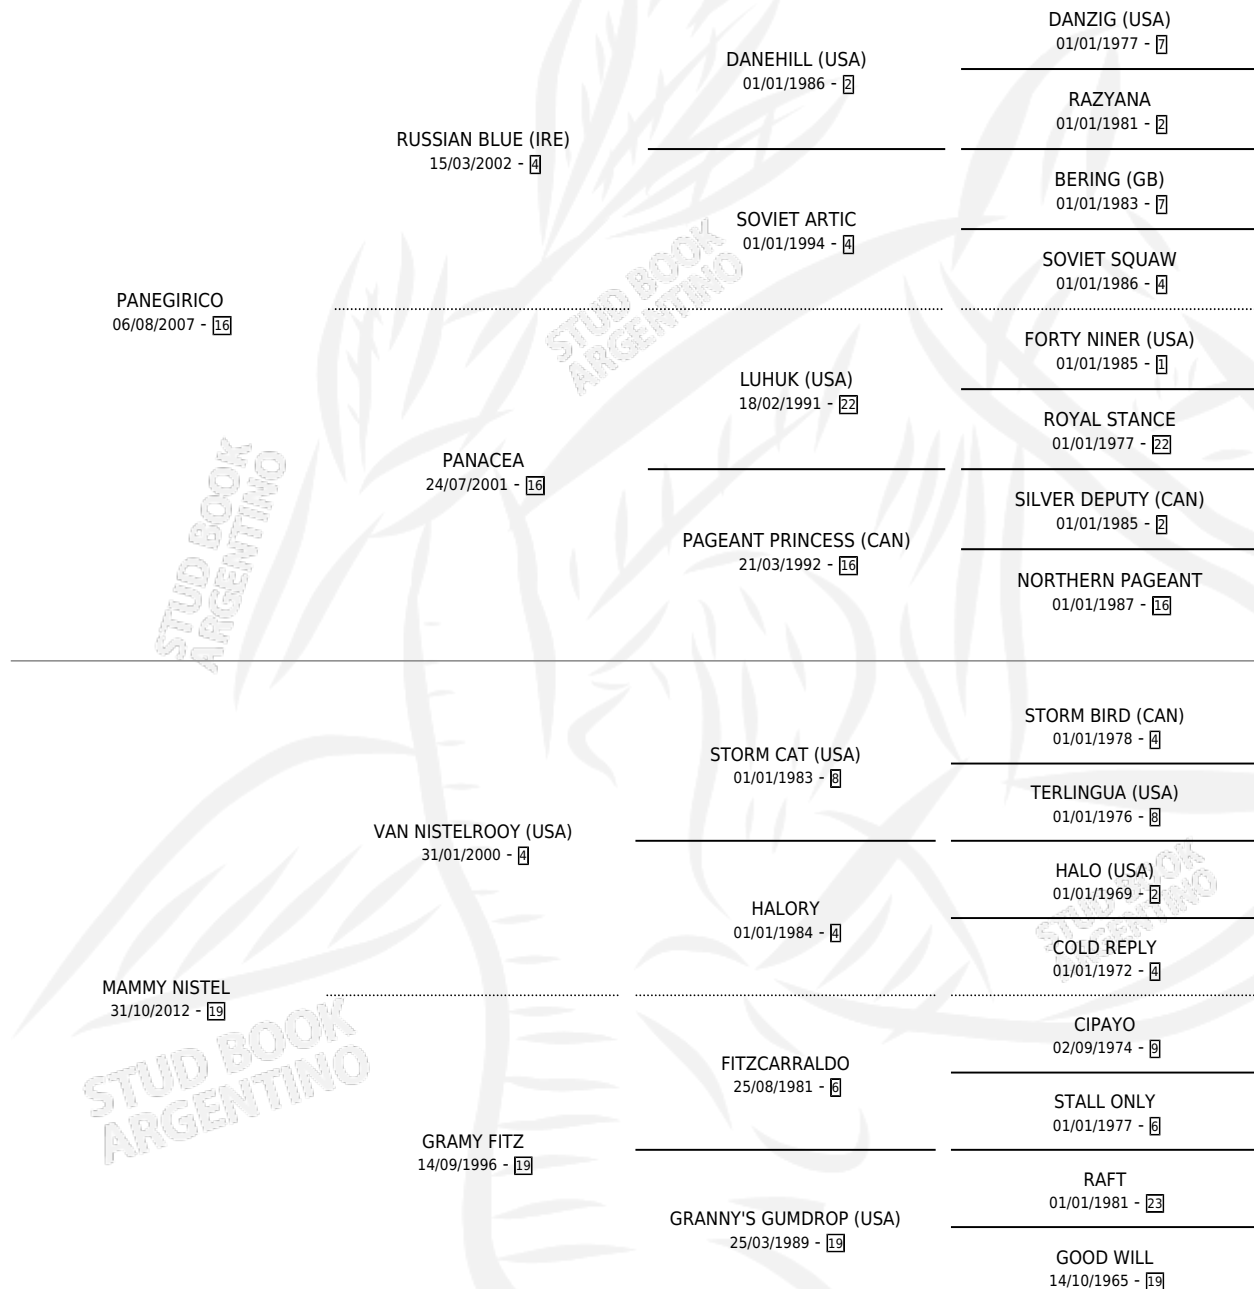 DANZIG (USA)
01/01/1977 - 7
DANEHILL (USA)
01/01/1986 - 2
RAZYANA
01/01/1981 - 2
RUSSIAN BLUE (IRE)
15/03/2002 - 4
BERING (GB)
01/01/1983 - 7
SOVIET ARTIC
01/01/1994 - 4
SOVIET SQUAW
01/01/1986 - 4
PANEGIRICO
06/08/2007 - 16
FORTY NINER (USA)
01/01/1985 - 1
LUHUK (USA)
18/02/1991 - 22
ROYAL STANCE
01/01/1977 - 22
PANACEA
24/07/2001 - 16
SILVER DEPUTY (CAN)
01/01/1985 - 2
PAGEANT PRINCESS (CAN)
21/03/1992 - 16
NORTHERN PAGEANT
01/01/1987 - 16
STORM BIRD (CAN)
01/01/1978 - 4
STORM CAT (USA)
01/01/1983 - 8
TERLINGUA (USA)
01/01/1976 - 8
VAN NISTELROOY (USA)
31/01/2000 - 4
HALO (USA)
01/01/1969 - 2
HALORY
01/01/1984 - 4
COLD REPLY
01/01/1972 - 4
MAMMY NISTEL
31/10/2012 - 19
CIPAYO
02/09/1974 - 9
FITZCARRALDO
25/08/1981 - 6
STALL ONLY
01/01/1977 - 6
GRAMY FITZ
14/09/1996 - 19
RAFT
01/01/1981 - 23
GRANNY'S GUMDROP (USA)
25/03/1989 - 19
GOOD WILL
14/10/1965 - 19
STUD BOOK
ARGENTINO
STUD BOOK
ARGENTINO
STUD BOOK
ARGENTINO
STUD BOOK
ARGENTINO